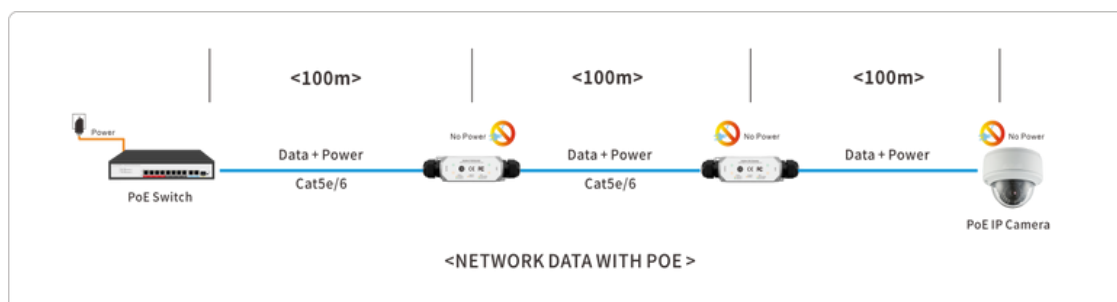 <100m>
<100m>
<100m>
Power
No Power
No Power
No Power
Data + Power
Data + Power
Data + Power
Cat5e/6
Cat5e/6
PoE Switch
PoE IP Camera
<NETWORK DATA WITH POE >